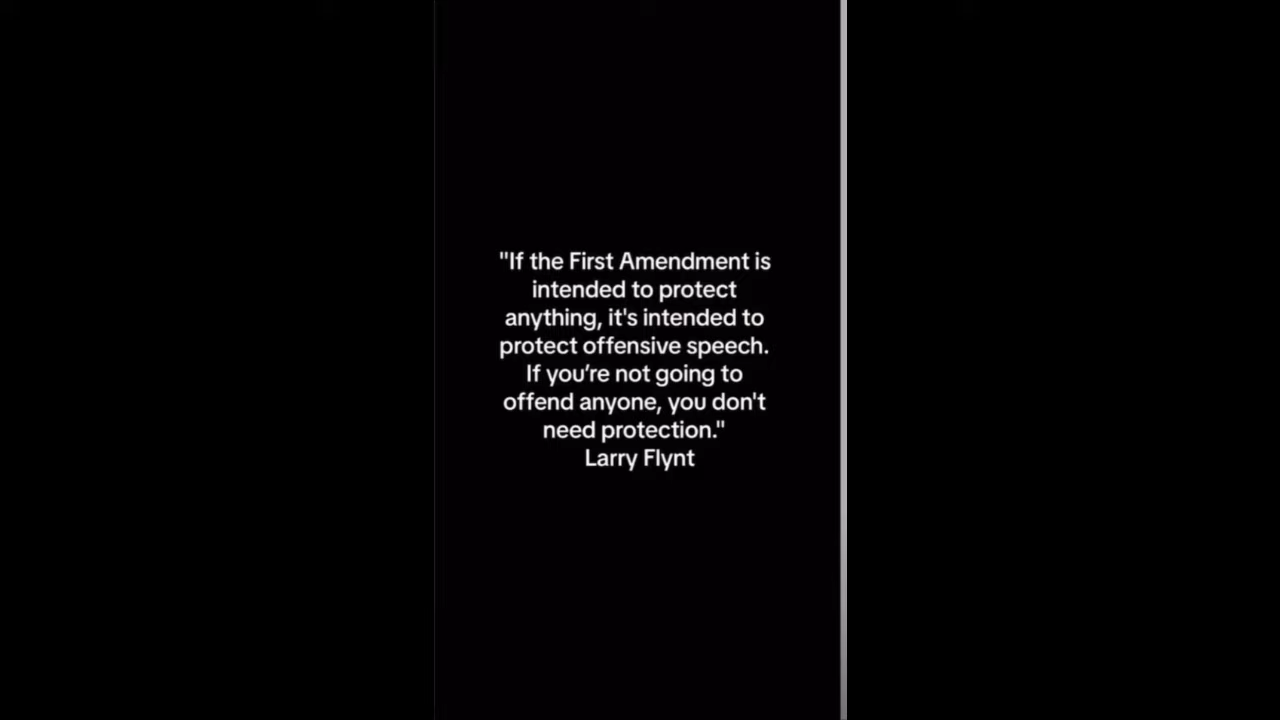 "If the First Amendment is
intended to protect
anything, it's intended to
protect offensive speech.
If you’re not going to
offend anyone, you don't
need protection."
Larry Flynt